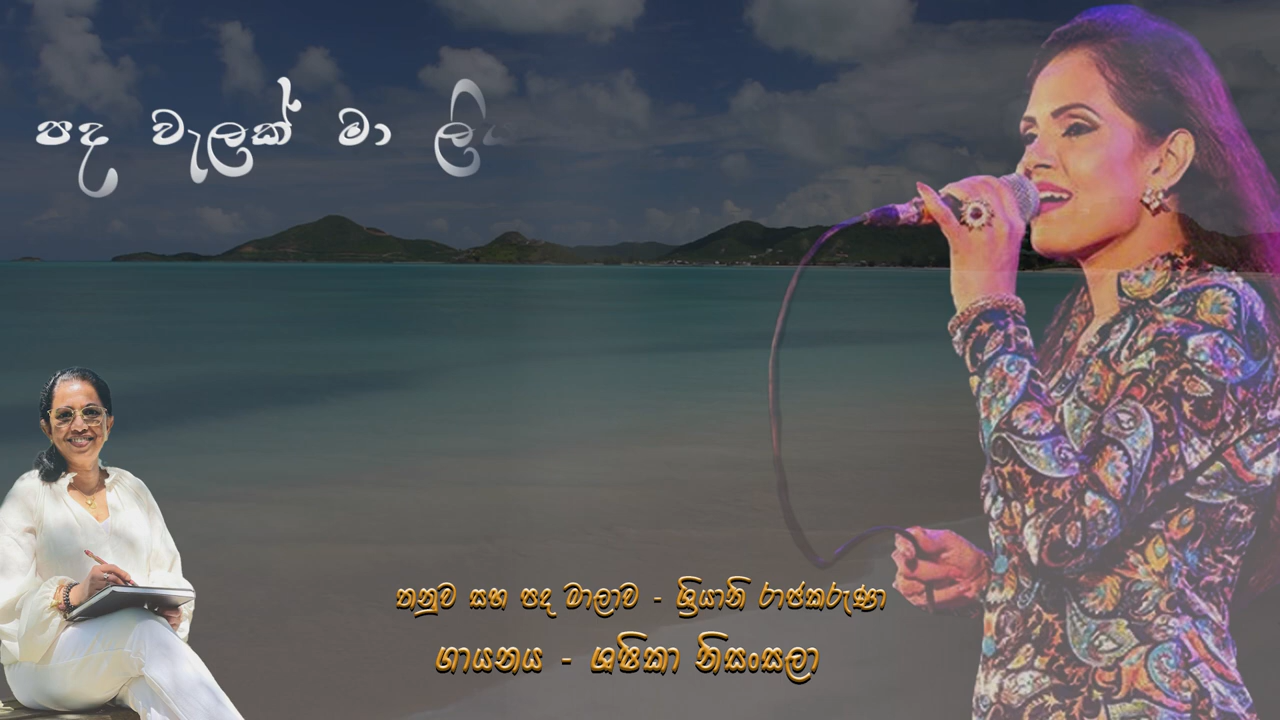 පද වැලක් මා ලි
තනුව සහ පද මාලාව - ශ්‍රියානි රාජකරුණා
ගායනය - ශෂිකා නිසංසලා